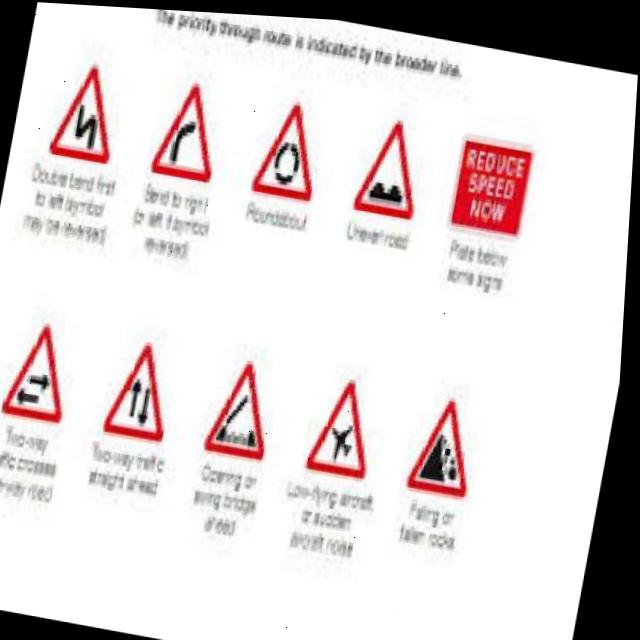 The priority through route is indicated by the broader line.
Double bend first
to left (symbol
may be reversed)
Bend to right
(or left if symbol
reversed)
Roundabout
Uneven road
REDUCE
SPEED
NOW
Plate below
some signs
Two-way
traffic crosses
one-way road
Two-way traffic
straight ahead
Opening or
swing bridge
ahead
Low-flying aircraft
or sudden
aircraft noise
Falling or
fallen rocks